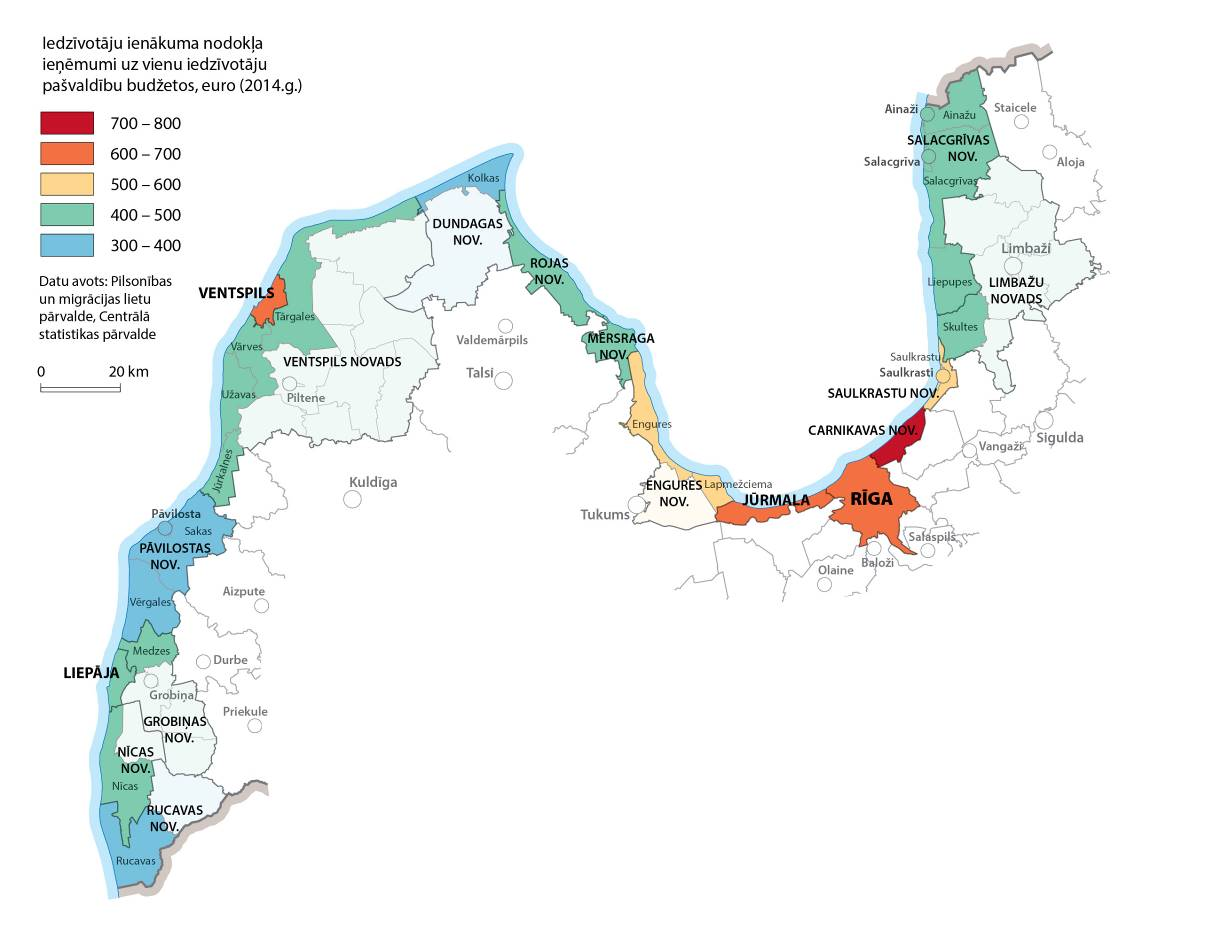 Iedzīvotāju ienākuma nodokļa
ieņēmumi uz vienu iedzīvotāju
pašvaldību budžetos, euro (2014.g.)
700 – 800
600 – 700
500 – 600
400 – 500
300 – 400
Datu avots: Pilsonības
un migrācijas lietu
pārvalde, Centrālā
statistikas pārvalde
0
20 km
Ainaži
Ainažu
Staicele
SALACGRĪVAS
NOV.
Salacgrīva
Aloja
Salacgrīvas
Kolkas
DUNDAGAS
NOV.
Limbaži
ROJAS
NOV.
Liepupes
LIMBAŽU
NOVADS
VENTSPILS
Tārgales
Skultes
Vārves
Valdemārpils
MĒRSRAGA
NOV.
VENTSPILS NOVADS
Saulkrastu
Saulkrasti
Talsi
Užavas
Piltene
SAULKRASTU NOV.
Engures
CARNIKAVAS NOV.
Sigulda
Vangaži
Jūrkalnes
Kuldīga
ENGURES
NOV.
Lapmežciema
JŪRMALA
RĪGA
Tukums
Pāvilosta
Sakas
Salaspils
PĀVILOSTAS
NOV.
Baloži
Olaine
Aizpute
Vērgales
Medzes
Durbe
LIEPĀJA
Grobiņa
Priekule
GROBIŅAS
NOV.
NĪCAS
NOV.
Nīcas
RUCAVAS
NOV.
Rucavas